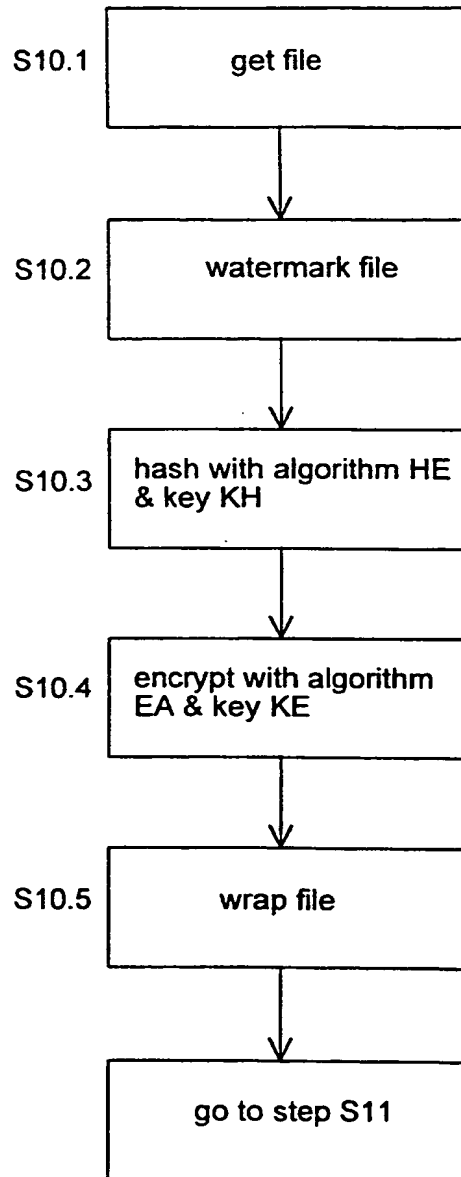 S10.1
get file
S10.2
watermark file
S10.3
hash with algorithm HE
& key KH
S10.4
encrypt with algorithm
EA & key KE
S10.5
wrap file
go to step S11